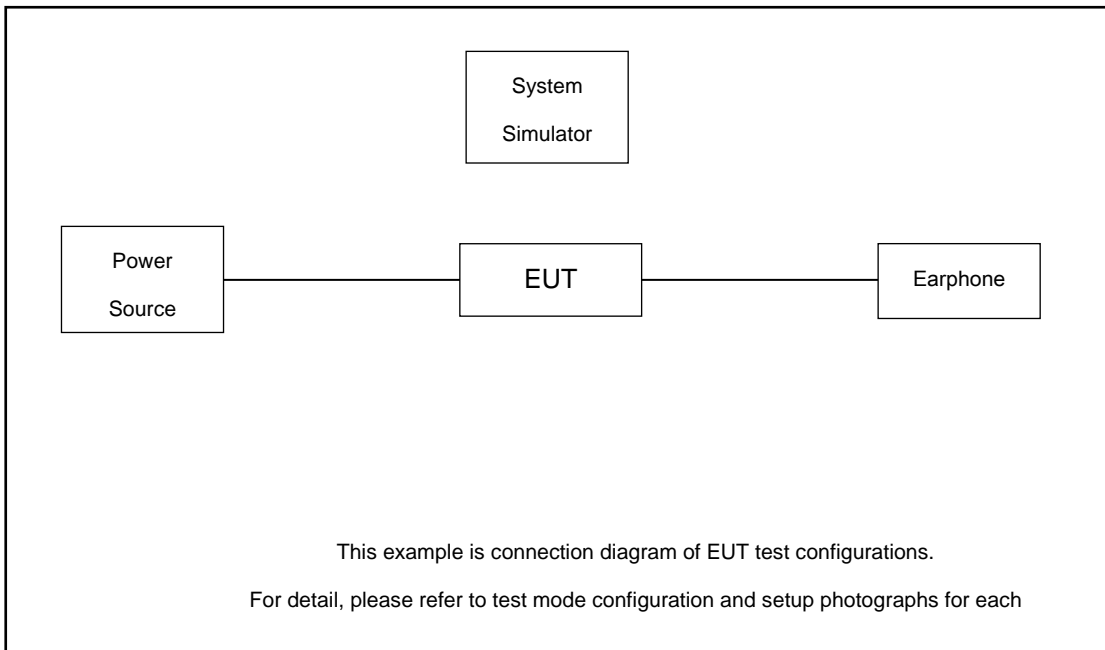 System
Simulator
Power
Source
EUT
Earphone
This example is connection diagram of EUT test configurations.
For detail, please refer to test mode configuration and setup photographs for each